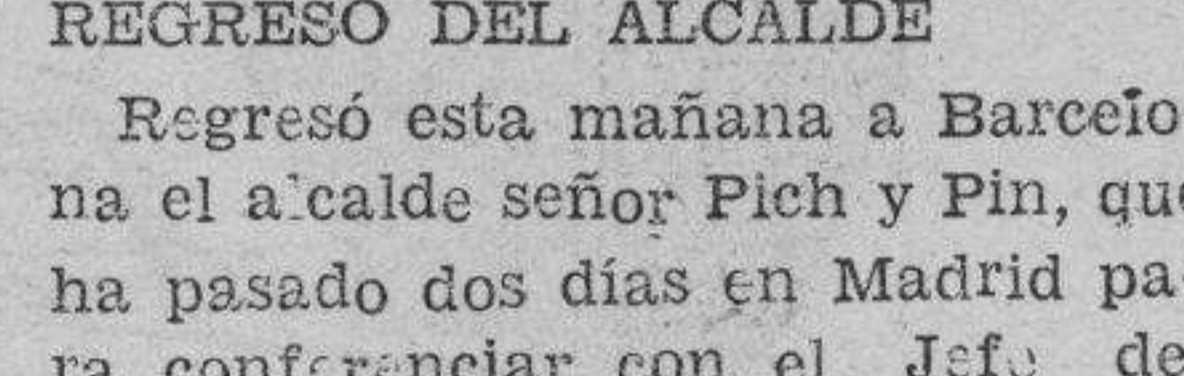 REGRESO DEL ALCALDE
Regresó esta mañana a Barcelo
na el alcalde señor Pich y Pin, que
ha pasado dos días en Madrid pa-
ra conferenciar con el Jefe de